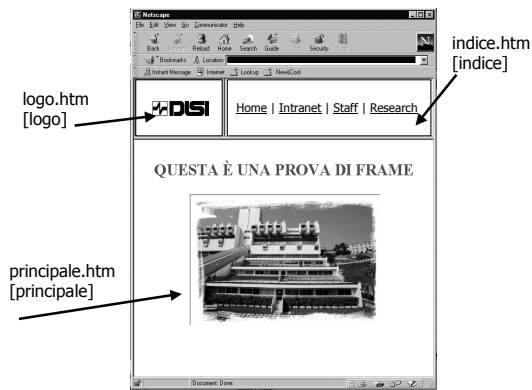 Netscape
File Edit View Go Communicator Help
Back Forward Reload Home Search Guide Print Security Stop
Bookmarks Location:
Instant Message Internet Lookup New&Cool
N
indice.htm
[indice]
logo.htm
[logo]
DISI
Home | Intranet | Staff | Research
QUESTA È UNA PROVA DI FRAME
principale.htm
[principale]
Document: Done